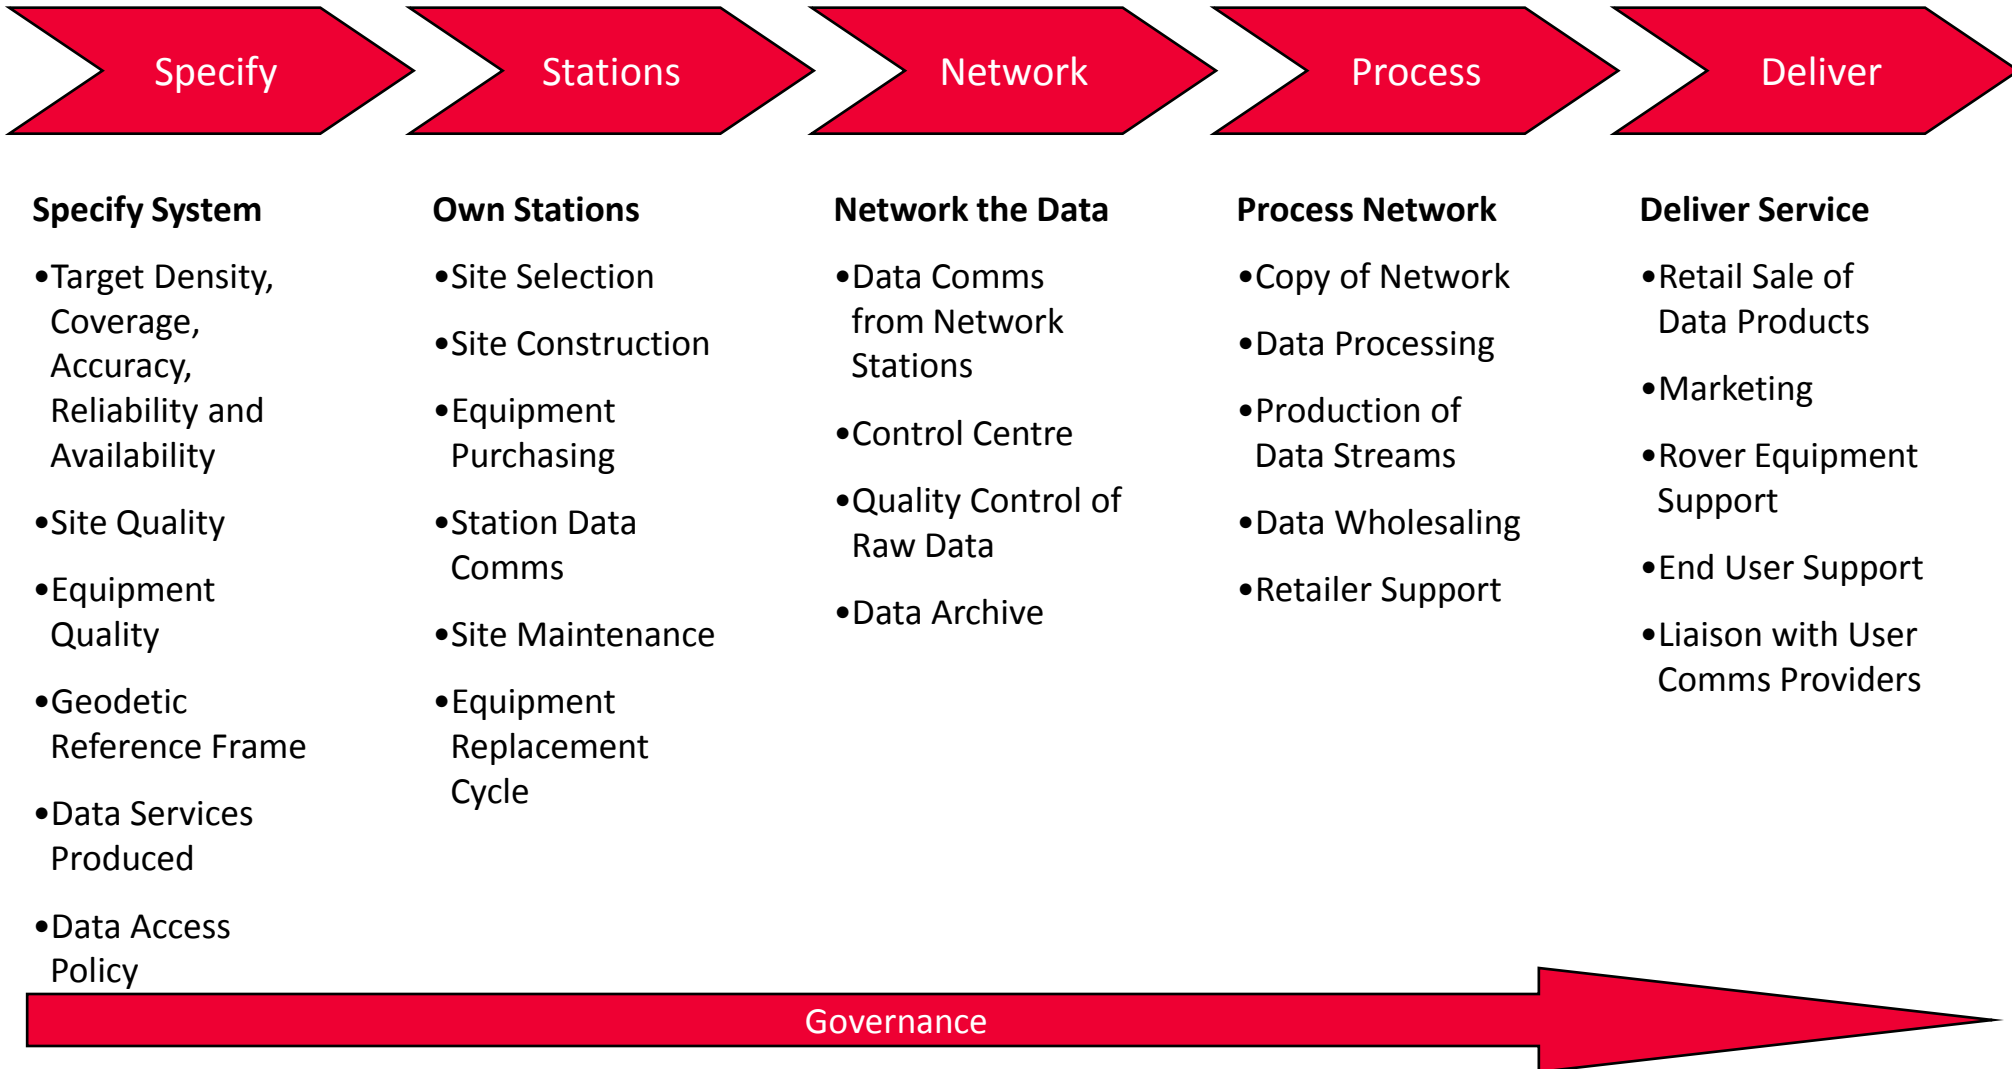 Specify
Stations
Network
Process
Deliver
Specify System
•Target Density,
Coverage,
Accuracy,
Reliability and
Availability
•Site Quality
•Equipment
Quality
•Geodetic
Reference Frame
•Data Services
Produced
•Data Access
Policy
Own Stations
•Site Selection
•Site Construction
•Equipment
Purchasing
•Station Data
Comms
•Site Maintenance
•Equipment
Replacement
Cycle
Network the Data
•Data Comms
from Network
Stations
•Control Centre
•Quality Control of
Raw Data
•Data Archive
Process Network
•Copy of Network
•Data Processing
•Production of
Data Streams
•Data Wholesaling
•Retailer Support
Deliver Service
•Retail Sale of
Data Products
•Marketing
•Rover Equipment
Support
•End User Support
•Liaison with User
Comms Providers
Governance